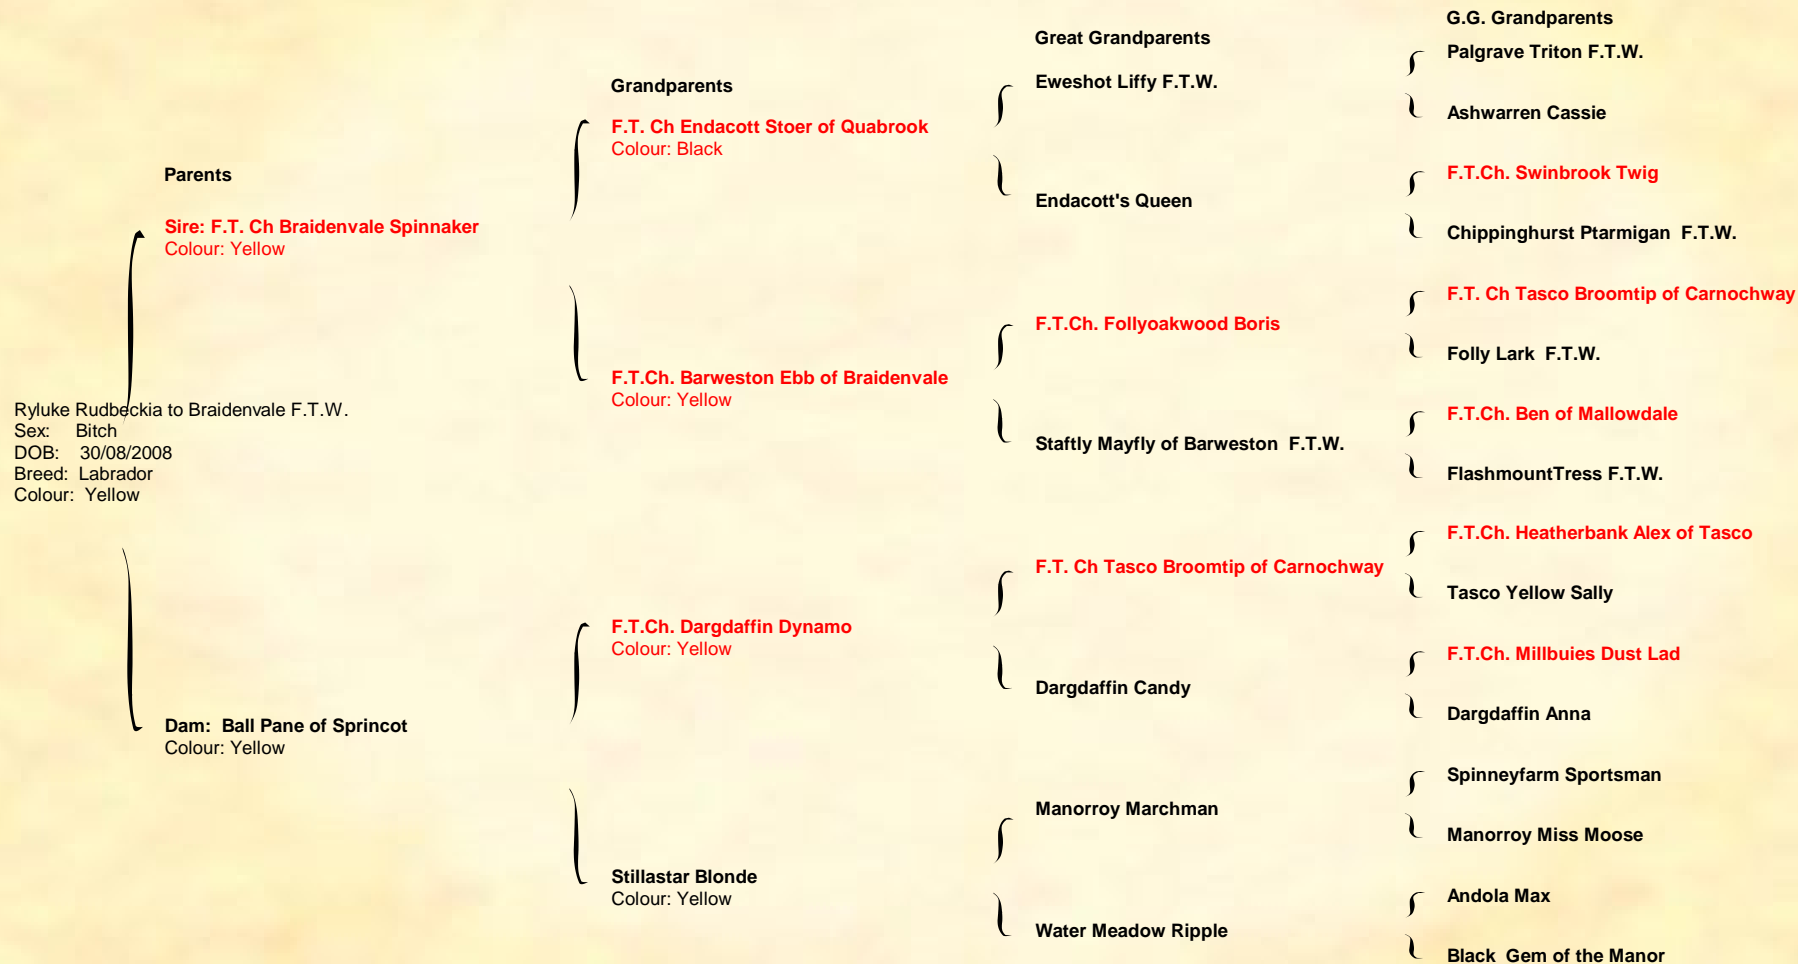 Ryluke Rudbeckia to Braidenvale F.T.W.
Sex: Bitch
DOB: 30/08/2008
Breed: Labrador
Colour: Yellow
Parents
Sire: F.T. Ch Braidenvale Spinnaker
Colour: Yellow
Dam: Ball Pane of Sprincot
Colour: Yellow
Grandparents
F.T. Ch Endacott Stoer of Quabrook
Colour: Black
F.T.Ch. Barweston Ebb of Braidenvale
Colour: Yellow
F.T.Ch. Dargdaffin Dynamo
Colour: Yellow
Stillastar Blonde
Colour: Yellow
Great Grandparents
Eweshot Liffy F.T.W.
Endacott's Queen
F.T.Ch. Follyoakwood Boris
Staftly Mayfly of Barweston F.T.W.
F.T. Ch Tasco Broomtip of Carnochway
Dargdaffin Candy
Manorroy Marchman
Water Meadow Ripple
G.G. Grandparents
Palgrave Triton F.T.W.
Ashwarren Cassie
F.T.Ch. Swinbrook Twig
Chippinghurst Ptarmigan F.T.W.
F.T. Ch Tasco Broomtip of Carnochway
Folly Lark F.T.W.
F.T.Ch. Ben of Mallowdale
FlashmountTress F.T.W.
F.T.Ch. Heatherbank Alex of Tasco
Tasco Yellow Sally
F.T.Ch. Millbuies Dust Lad
Dargdaffin Anna
Spinneyfarm Sportsman
Manorroy Miss Moose
Andola Max
Black Gem of the Manor